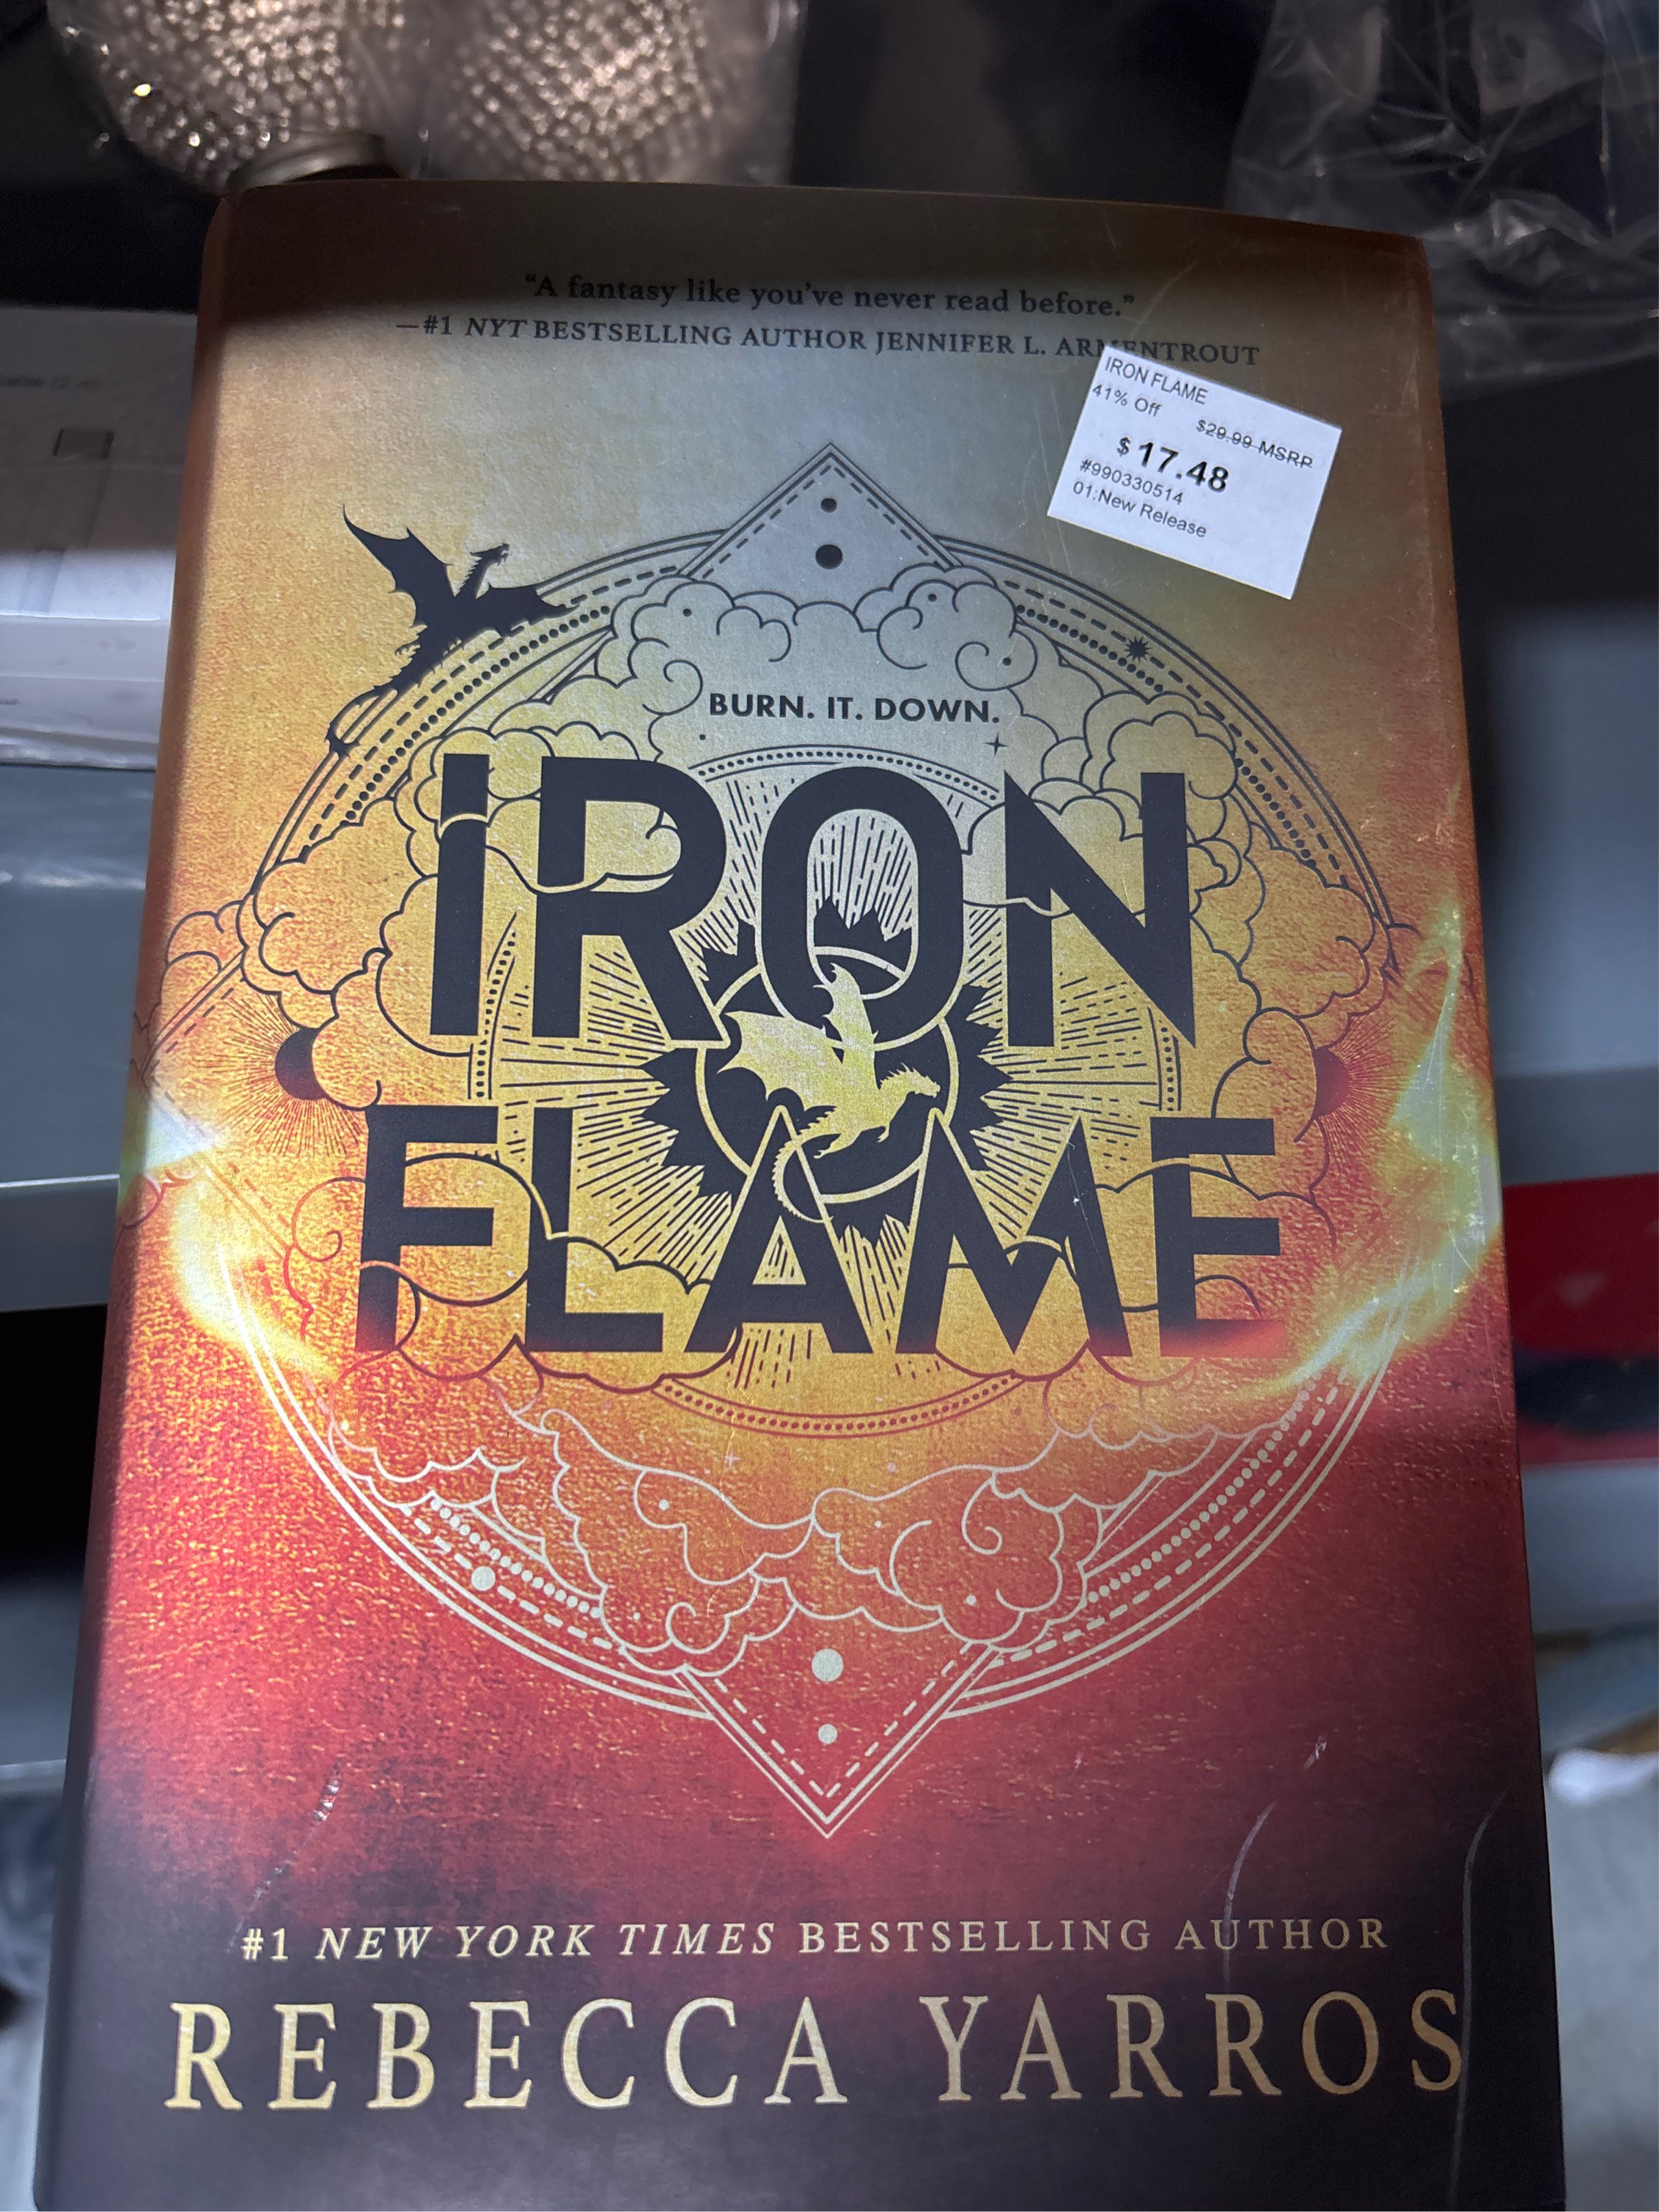 “A fantasy like you’ve never read before.”
—#1 NYT BESTSELLING AUTHOR JENNIFER L. ARMENTROUT
IRON FLAME
41% Off
$29.99 MSRP
$17.48
#990330514
01:New Release
BURN. IT. DOWN.
IRON
FLAME
#1 NEW YORK TIMES BESTSELLING AUTHOR
REBECCA YARROS